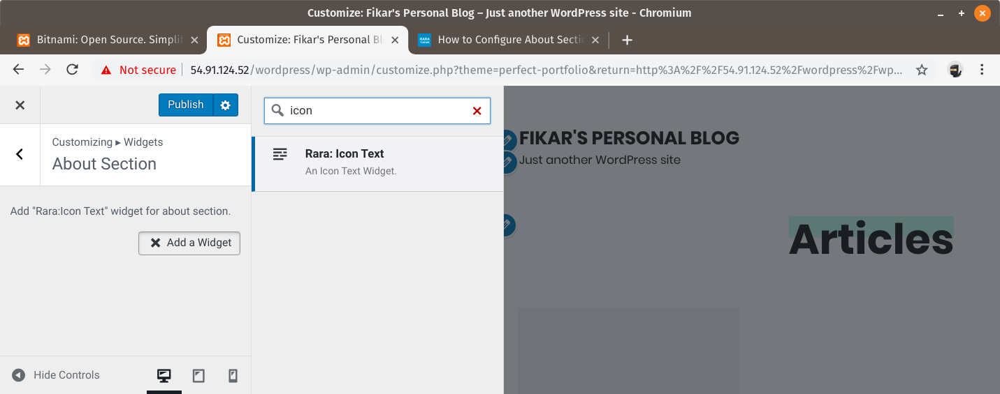 Customize: Fikar's Personal Blog – Just another WordPress site - Chromium
Bitnami: Open Source. Simplif
Customize: Fikar's Personal Bl
RARA THEME
How to Configure About Sectio
Not secure
54.91.124.52/wordpress/wp-admin/customize.php?theme=perfect-portfolio&return=http%3A%2F%2F54.91.124.52%2Fwordpress%2Fwp...
Publish
Customizing ▸ Widgets
About Section
Add "Rara:Icon Text" widget for about section.
Add a Widget
Hide Controls
icon
Rara: Icon Text
An Icon Text Widget.
FIKAR'S PERSONAL BLOG
Just another WordPress site
Articles